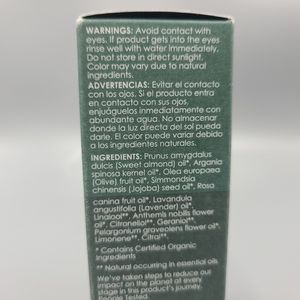 WARNINGS: Avoid contact with
eyes. If product gets into the eyes
rinse well with water immediately.
Do not store in direct sunlight.
Color may vary due to natural
ingredients.
ADVERTENCIAS: Evitar el contacto
con los ojos. Si el producto entra
en contacto con sus ojos,
enjuáguelos inmediatamente con
abundante agua. No almacenar
donde la luz directa del sol pueda
darle. El color puede variar debido
a los ingredientes naturales.
INGREDIENTS: Prunus amygdalus
dulcis (Sweet almond) oil*, Argania
spinosa kernel oil*, Olea europaea
(Olive) fruit oil*, Simmondsia
chinensis (Jojoba) seed oil*, Rosa
canina fruit oil*, Lavandula
angustifolia (Lavender) oil*,
Linalool**, Anthemis nobilis flower
oil*, Citronellol**, Geraniol**,
Pelargonium graveolens flower oil*,
Limonene**, Citral**.
* Contains Certified Organic
Ingredients
** Natural occurring in essential oils
We've taken steps to reduce our
impact on the planet at every
stage in this product's journey.
People Tested.